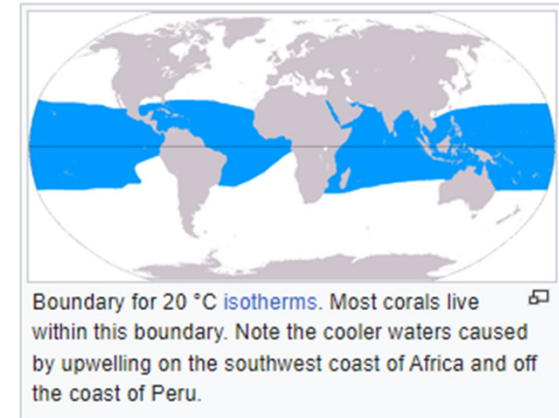 Boundary for 20 °C isotherms. Most corals live
within this boundary. Note the cooler waters caused
by upwelling on the southwest coast of Africa and off
the coast of Peru.